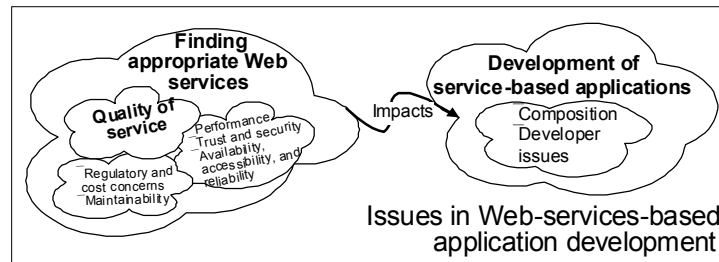 Finding
appropriate Web
services
Quality of
service
Performance
Trust and security
Availability,
accessibility, and
reliability
Regulatory and
cost concerns
Maintainability
Impacts
Development of
service-based applications
Composition
Developer
issues
Issues in Web-services-based
application development